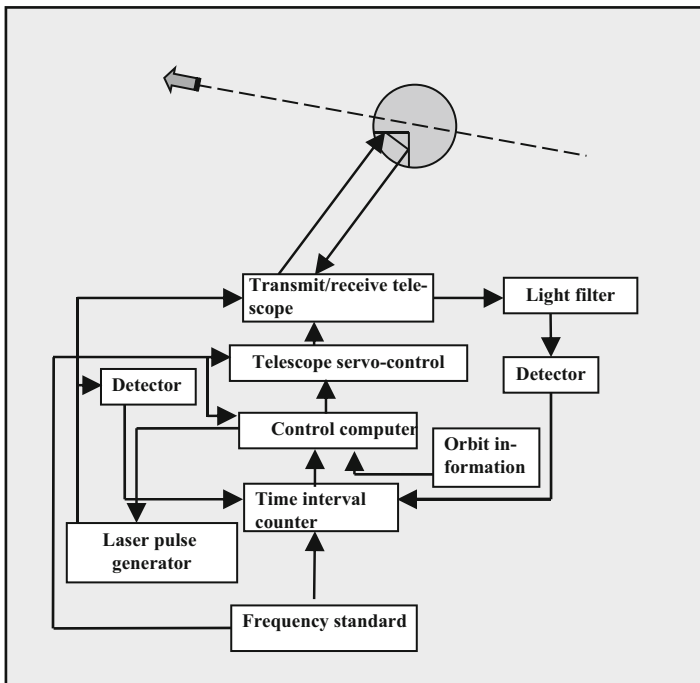 Transmit/receive tele-
scope
Light filter
Telescope servo-control
Detector
Detector
Control computer
Orbit in-
formation
Time interval
counter
Laser pulse
generator
Frequency standard